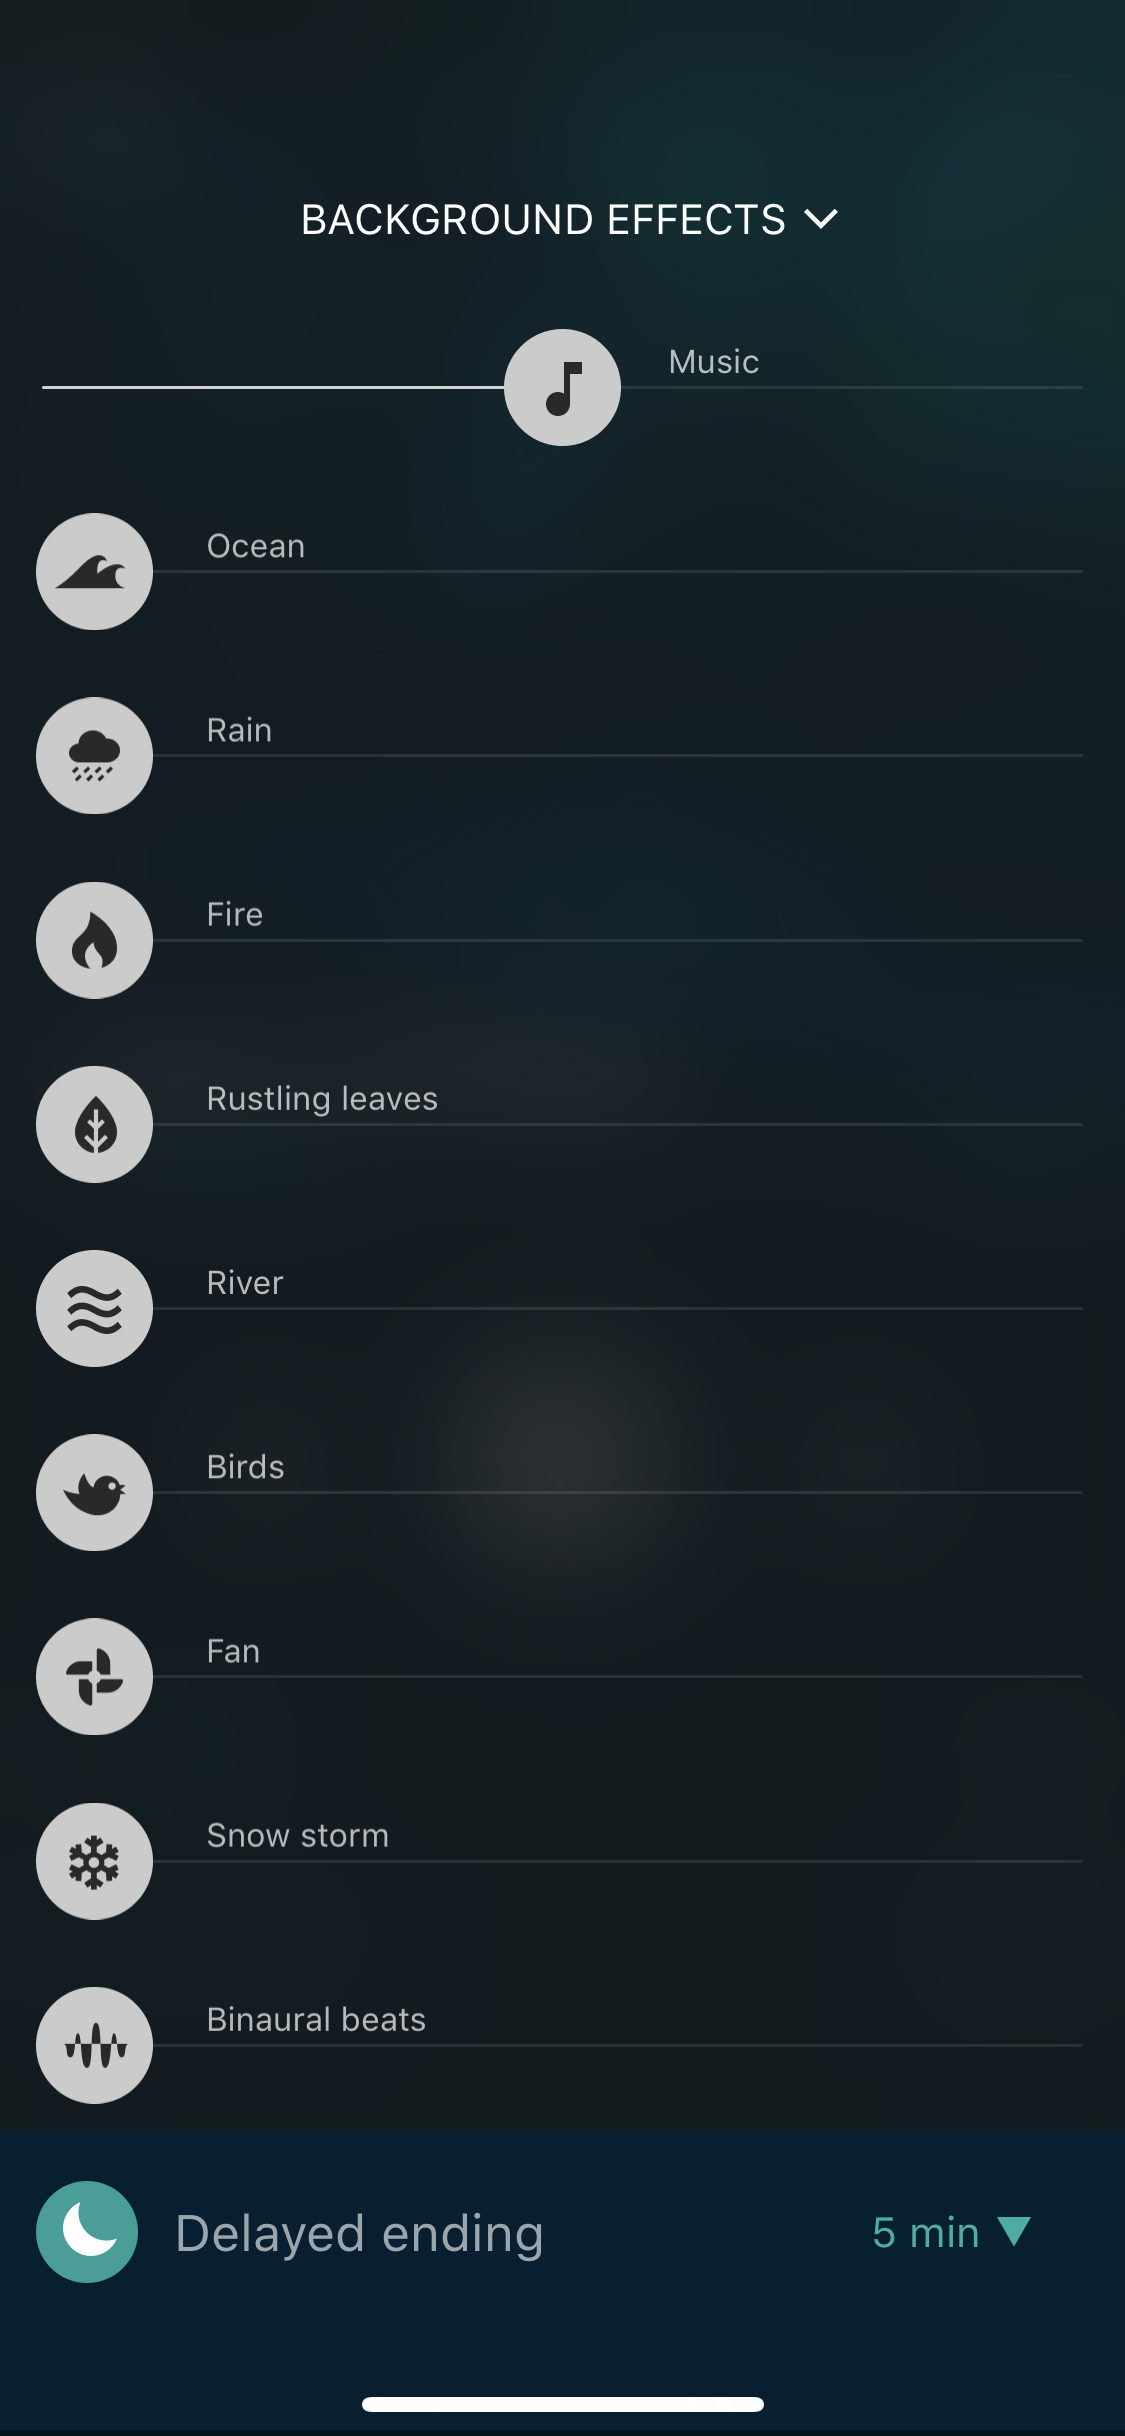 BACKGROUND EFFECTS
Music
Ocean
Rain
Fire
Rustling leaves
River
Birds
Fan
Snow storm
Binaural beats
Delayed ending 5 min